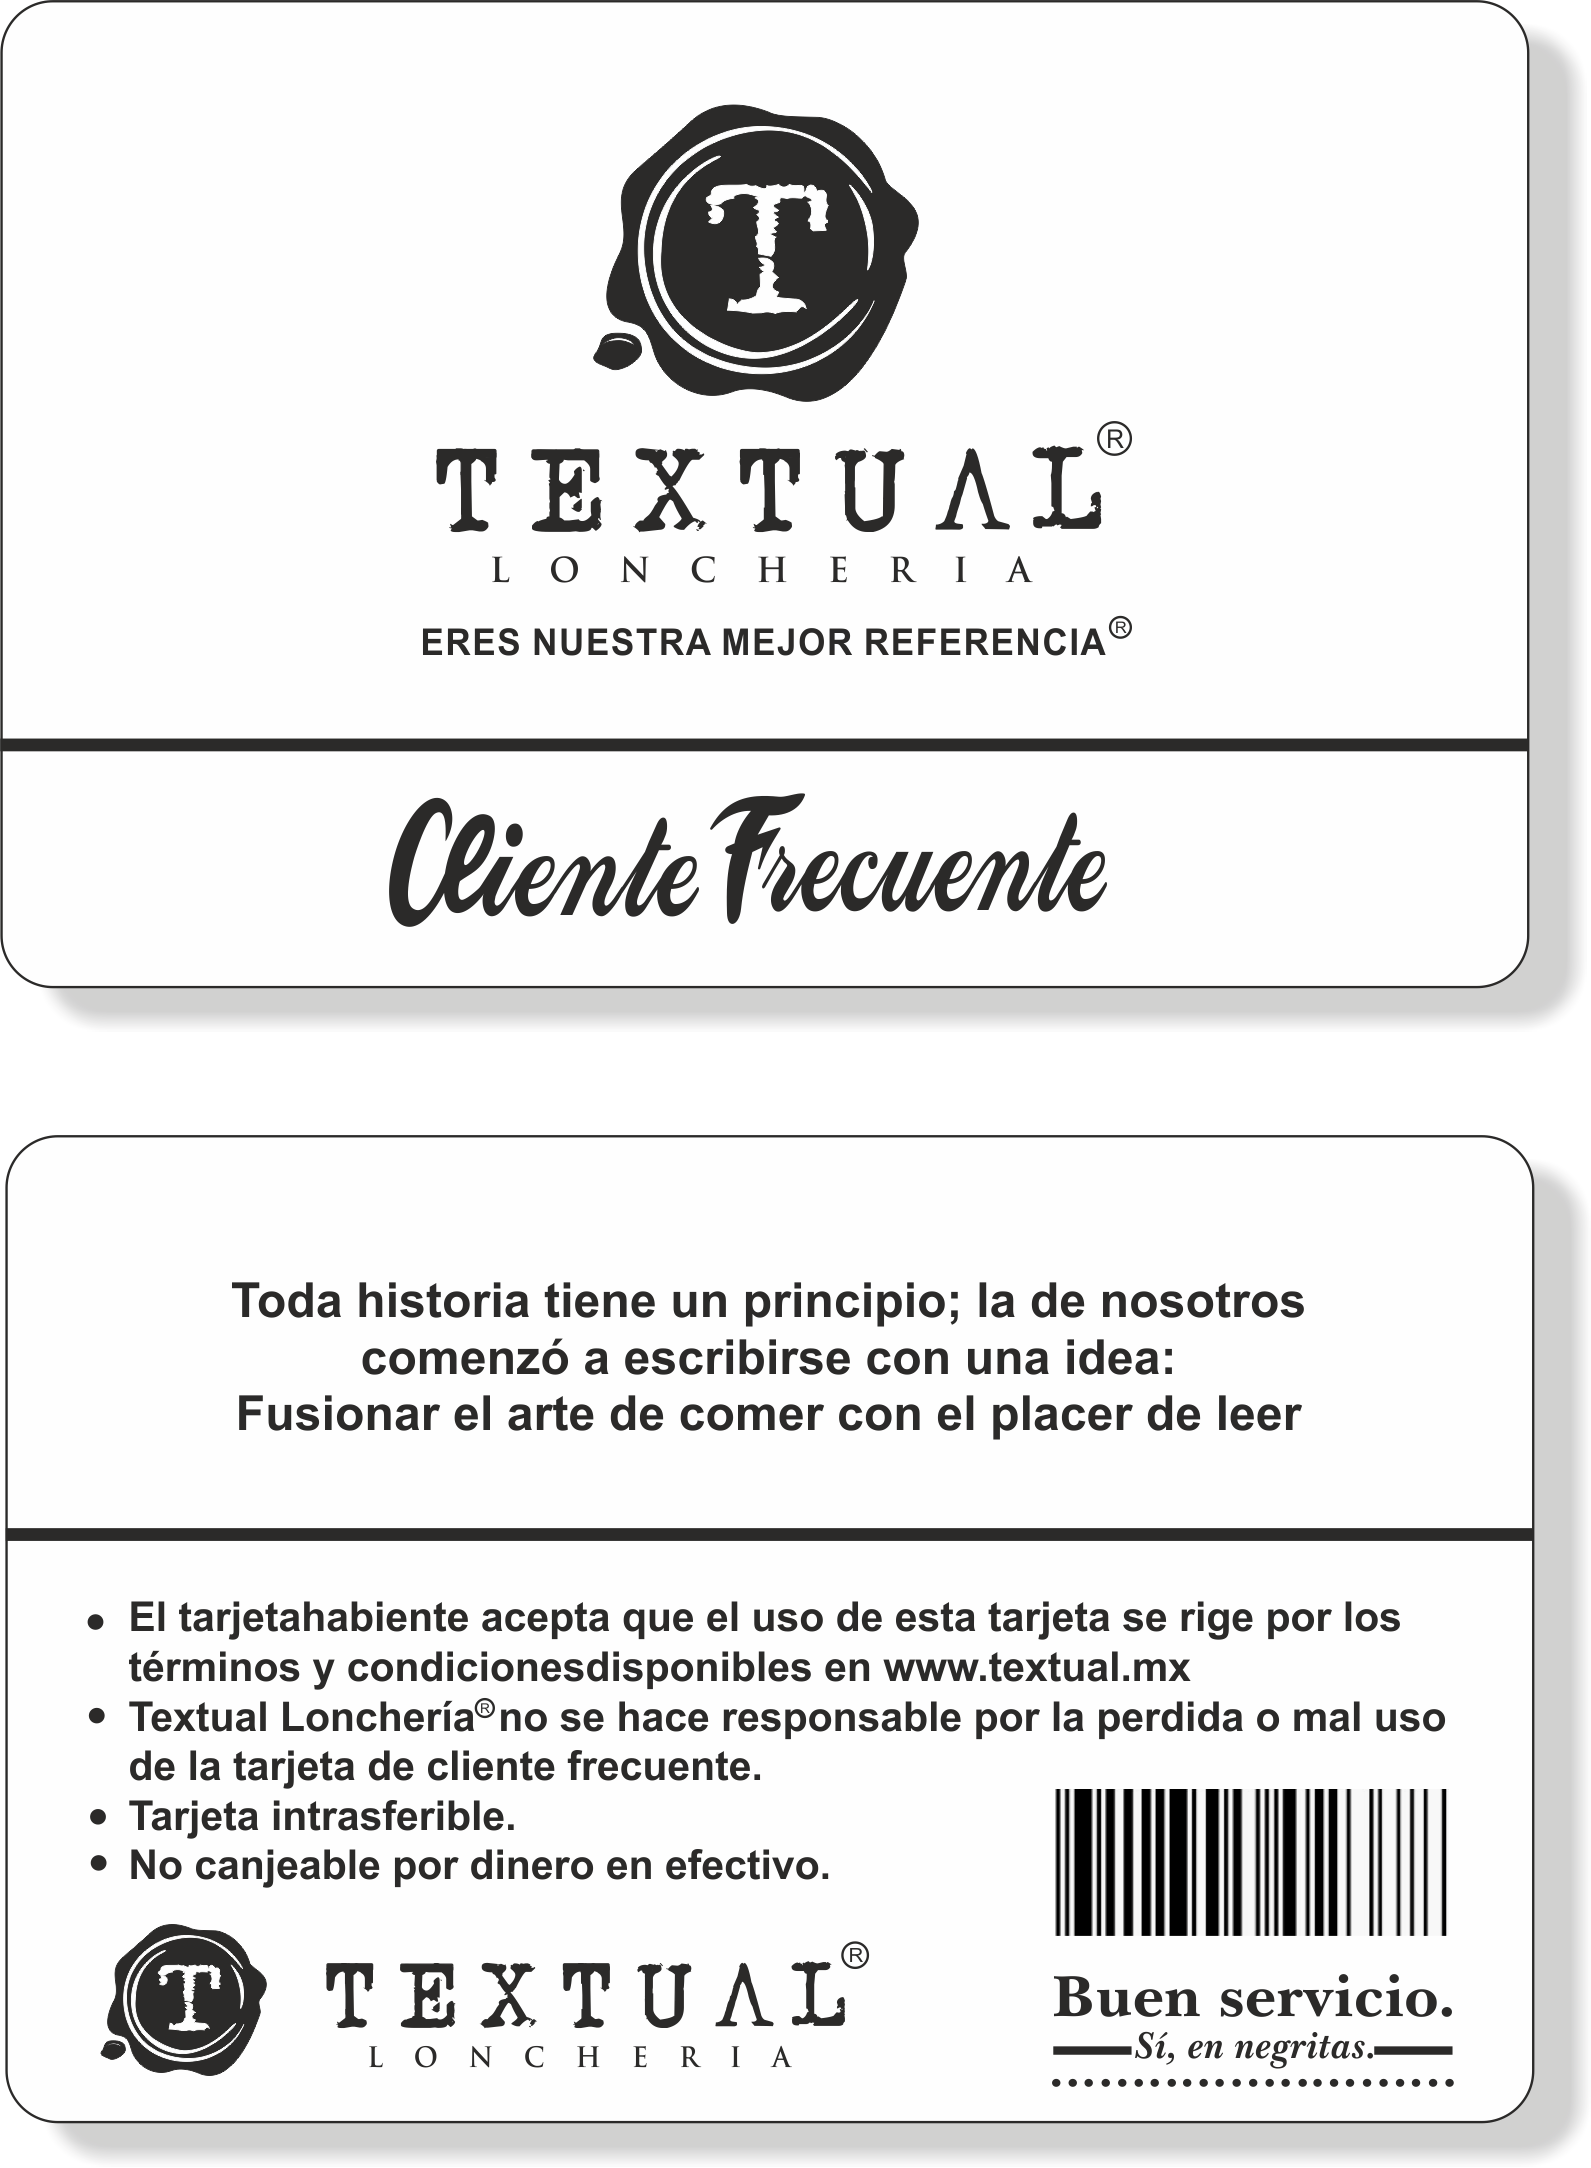 T
TEXTUAL®
LONCHERIA
ERES NUESTRA MEJOR REFERENCIA®
Cliente Frecuente
Toda historia tiene un principio; la de nosotros
comenzó a escribirse con una idea:
Fusionar el arte de comer con el placer de leer
• El tarjetahabiente acepta que el uso de esta tarjeta se rige por los
términos y condicionesdisponibles en www.textual.mx
• Textual Lonchería® no se hace responsable por la perdida o mal uso
de la tarjeta de cliente frecuente.
• Tarjeta intrasferible.
• No canjeable por dinero en efectivo.
T
TEXTUAL®
LONCHERIA
Buen servicio.
Sí, en negritas.